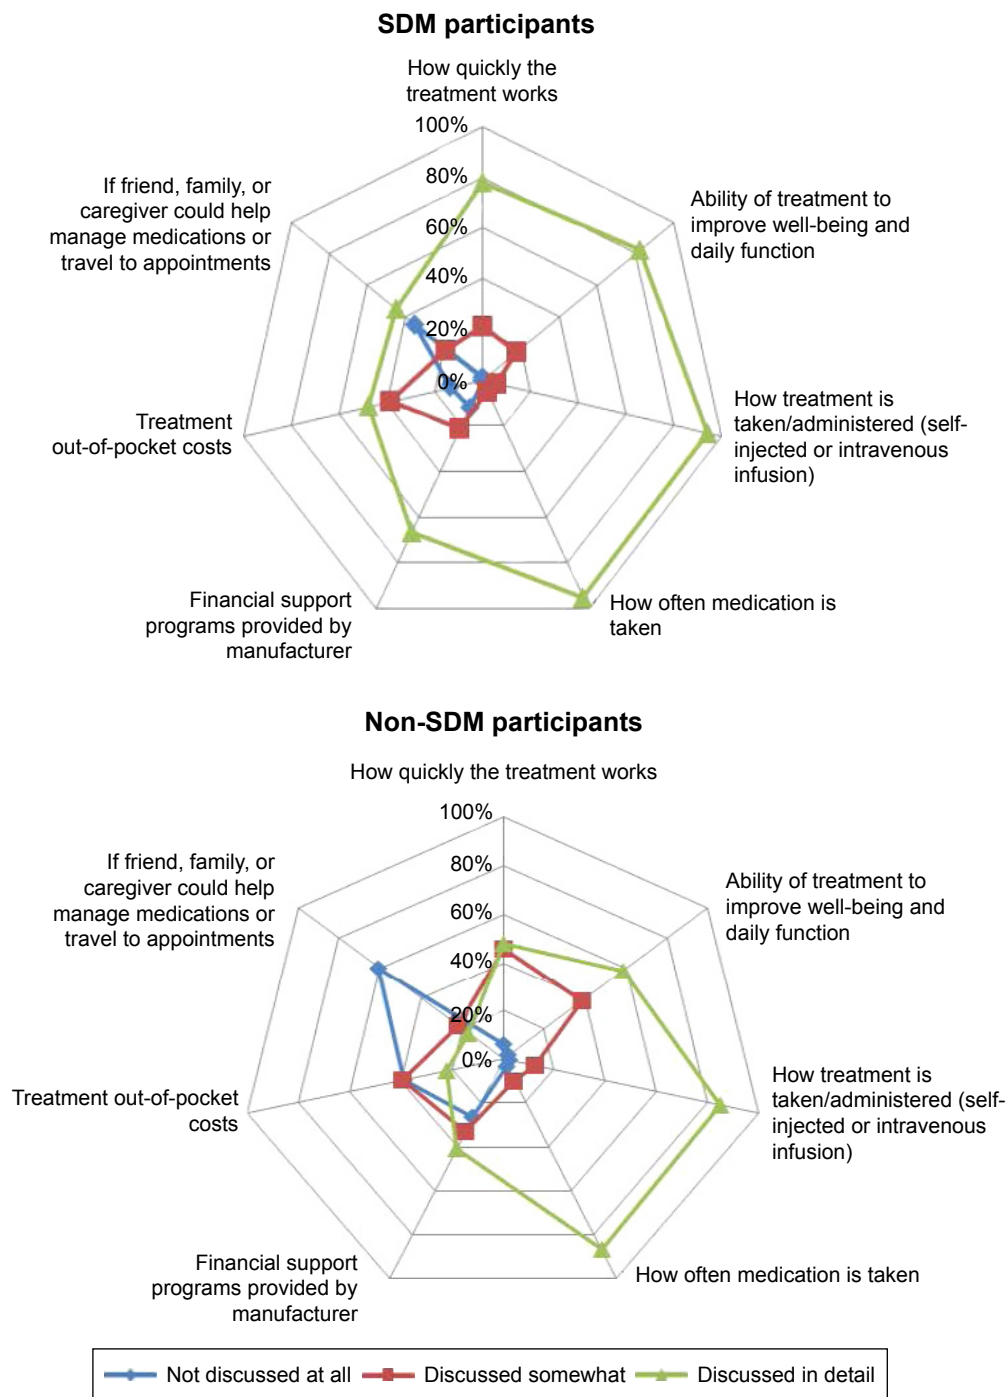 SDM participants
How quickly the
treatment works
100%
80%
60%
40%
20%
0%
If friend, family, or
caregiver could help
manage medications or
travel to appointments
Ability of treatment to
improve well-being and
daily function
Treatment
out-of-pocket costs
How treatment is
taken/administered (self-
injected or intravenous
infusion)
Financial support
programs provided by
manufacturer
How often medication is
taken
Non-SDM participants
How quickly the treatment works
100%
80%
60%
40%
20%
0%
If friend, family, or
caregiver could help
manage medications or
travel to appointments
Ability of treatment to
improve well-being and
daily function
Treatment out-of-pocket
costs
How treatment is
taken/administered (self-
injected or intravenous
infusion)
Financial support
programs provided by
manufacturer
How often medication is taken
Not discussed at all Discussed somewhat Discussed in detail